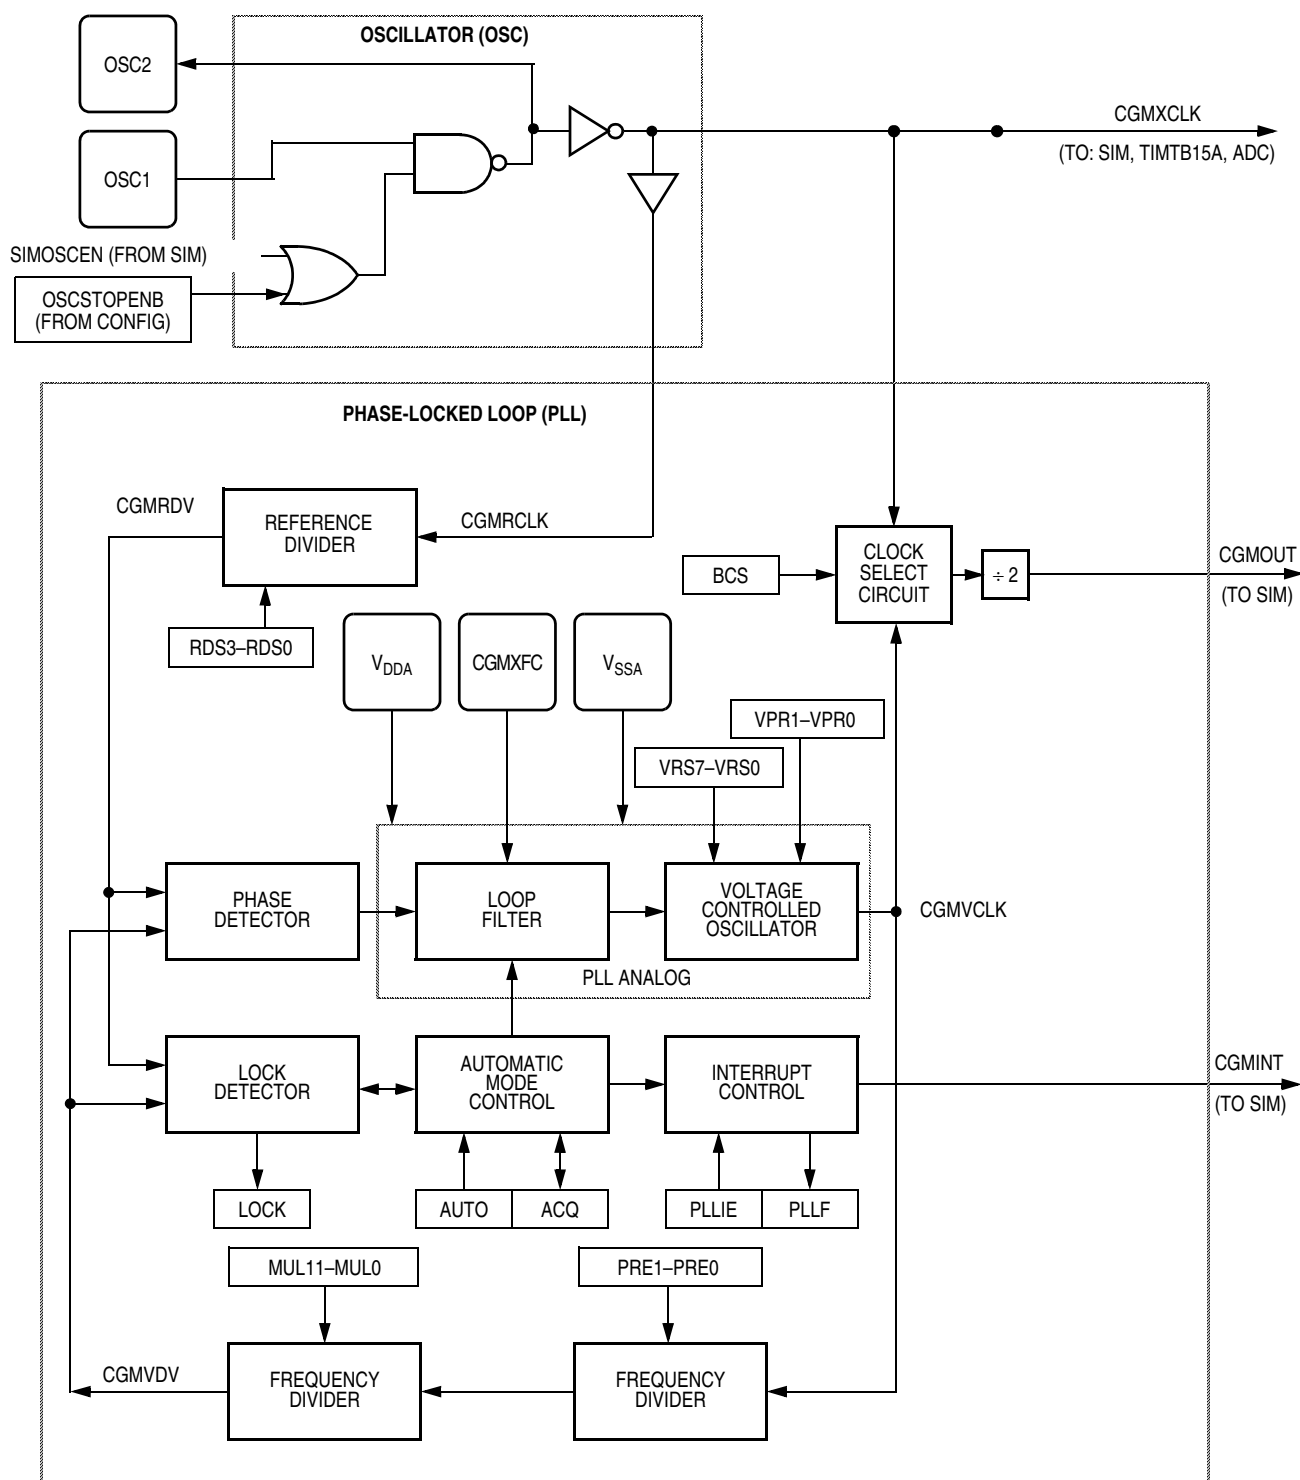 OSCILLATOR (OSC)
OSC2
OSC1
CGMXCLK
(TO: SIM, TIMTB15A, ADC)
SIMOSCEN (FROM SIM)
OSCSTOPENB
(FROM CONFIG)
PHASE-LOCKED LOOP (PLL)
CGMRDV
REFERENCE
DIVIDER
CGMRCLK
RDS3–RDS0
BCS
CLOCK
SELECT
CIRCUIT
÷ 2
CGMOUT
(TO SIM)
VDDA
CGMXFC
VSSA
VPR1–VPR0
VRS7–VRS0
PHASE
DETECTOR
LOOP
FILTER
VOLTAGE
CONTROLLED
OSCILLATOR
CGMVCLK
PLL ANALOG
LOCK
DETECTOR
AUTOMATIC
MODE
CONTROL
INTERRUPT
CONTROL
CGMINT
(TO SIM)
LOCK
AUTO
ACQ
PLLIE
PLLF
MUL11–MUL0
PRE1–PRE0
CGMVDV
FREQUENCY
DIVIDER
FREQUENCY
DIVIDER